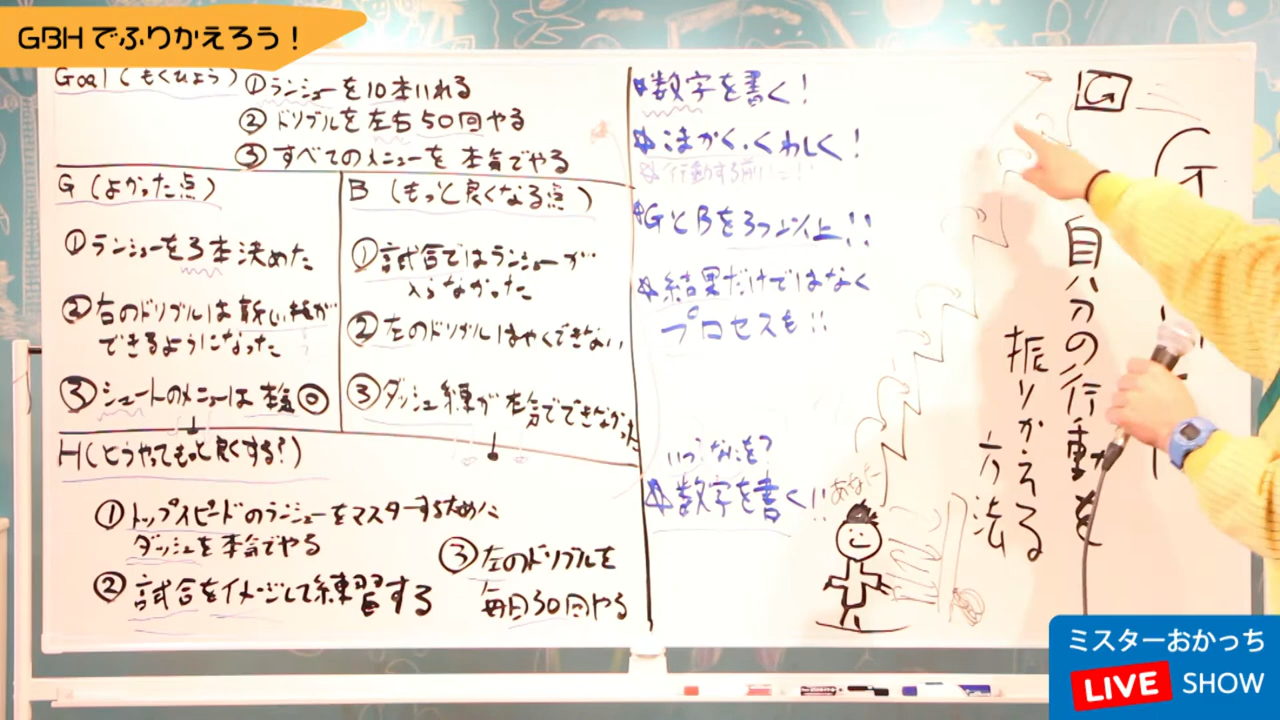 GBHでふりかえろう！
Goal(もくひょう)
①ランシューを10本いれる
②ドリブルを左右50回やる
③すべてのメニューを本気でやる
G(よかった点)
①ランシューを3本決めた
②右のドリブルは新しい技が
できるようになった
③シュートのメニューは本気◎
B(もっと良くなる点)
①試合ではランシューが
入らなかった
②左のドリブルはやくできない
③ダッシュ練が本気でできなかった
H(どうやってもっと良くする?)
①トップスピードのランシューをマスターするために
ダッシュを本気でやる
②試合をイメージして練習する
③左のドリブルを
毎日30回やる
数字を書く!
こまかく・くわしく!
行動する前に!!
GとBを3つ以上!!
結果だけではなく
プロセスも!!
いつ?なにを?
数字を書く!!
あなた
G
自分の行動を
振りかえる
方法
ミスターおかっち
LIVE SHOW